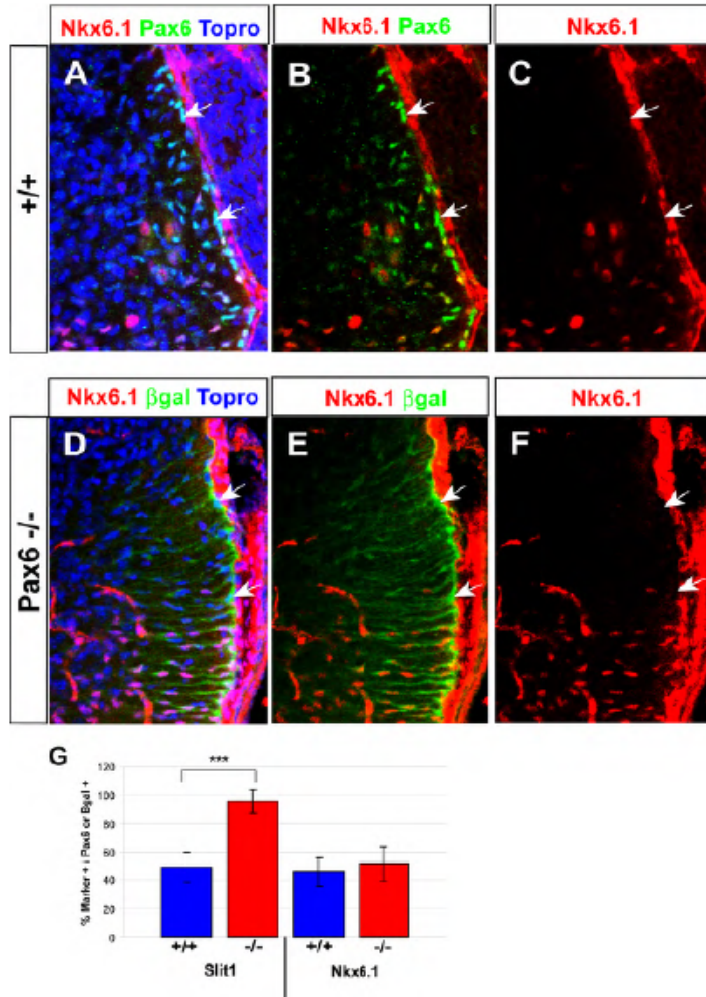 Nkx6.1 Pax6 Topro
Nkx6.1 Pax6
Nkx6.1
+/+
A
B
C
Nkx6.1 βgal Topro
Nkx6.1 βgal
Nkx6.1
Pax6 -/-
D
E
F
G
***
% Marker + Pax6 or Bgal +
120
100
80
60
40
20
0
+/+
-/-
+/+
-/-
Slit1
Nkx6.1